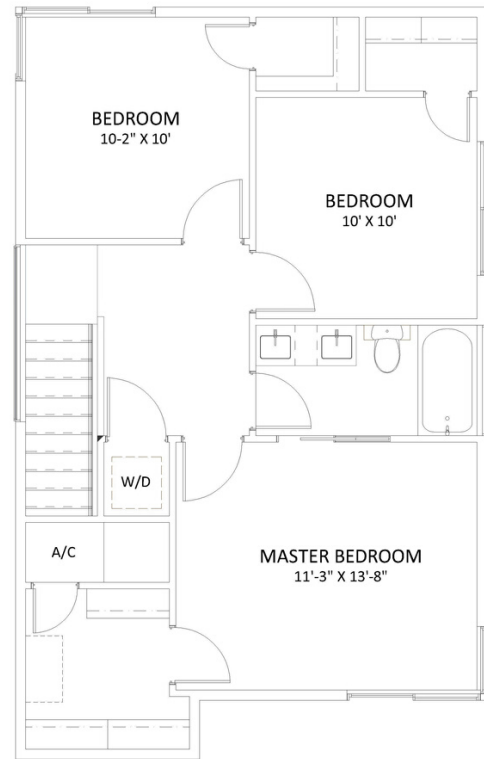 BEDROOM
10-2" X 10'
BEDROOM
10' X 10'
W/D
A/C
MASTER BEDROOM
11'-3" X 13'-8"